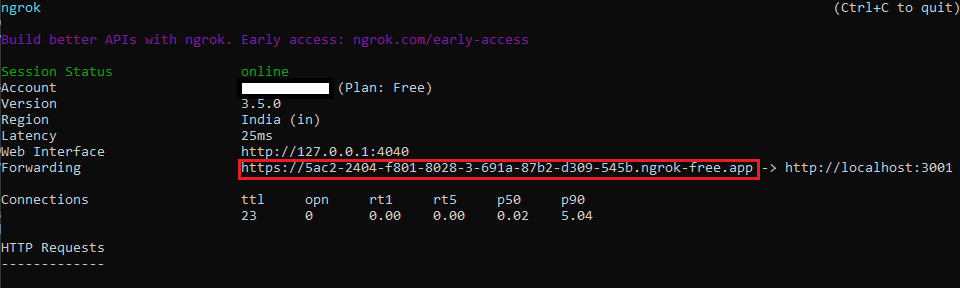 ngrok (Ctrl+C to quit)
Build better APIs with ngrok. Early access: ngrok.com/early-access
Session Status online
Account (Plan: Free)
Version 3.5.0
Region India (in)
Latency 25ms
Web Interface http://127.0.0.1:4040
Forwarding https://5ac2-2404-f801-8028-3-691a-87b2-d309-545b.ngrok-free.app -> http://localhost:3001
Connections ttl opn rt1 rt5 p50 p90
23 0 0.00 0.00 0.02 5.04
HTTP Requests
-------------